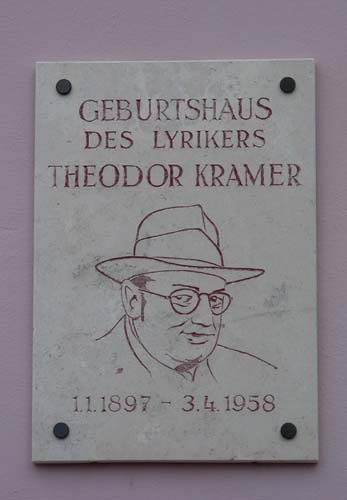 GEBURTSHAUS
DES LYRIKERS
THEODOR KRAMER
1.1.1897 - 3.4.1958